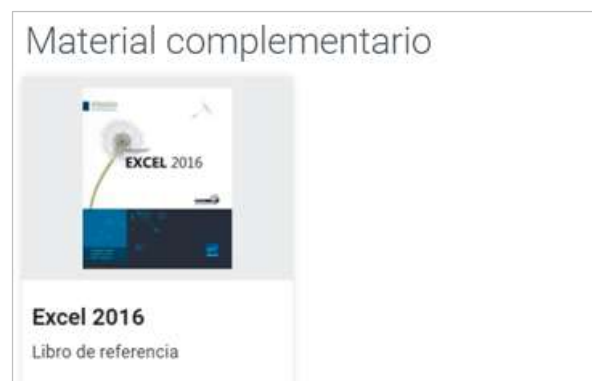 Material complementario
EXCEL 2016
Excel 2016
Libro de referencia